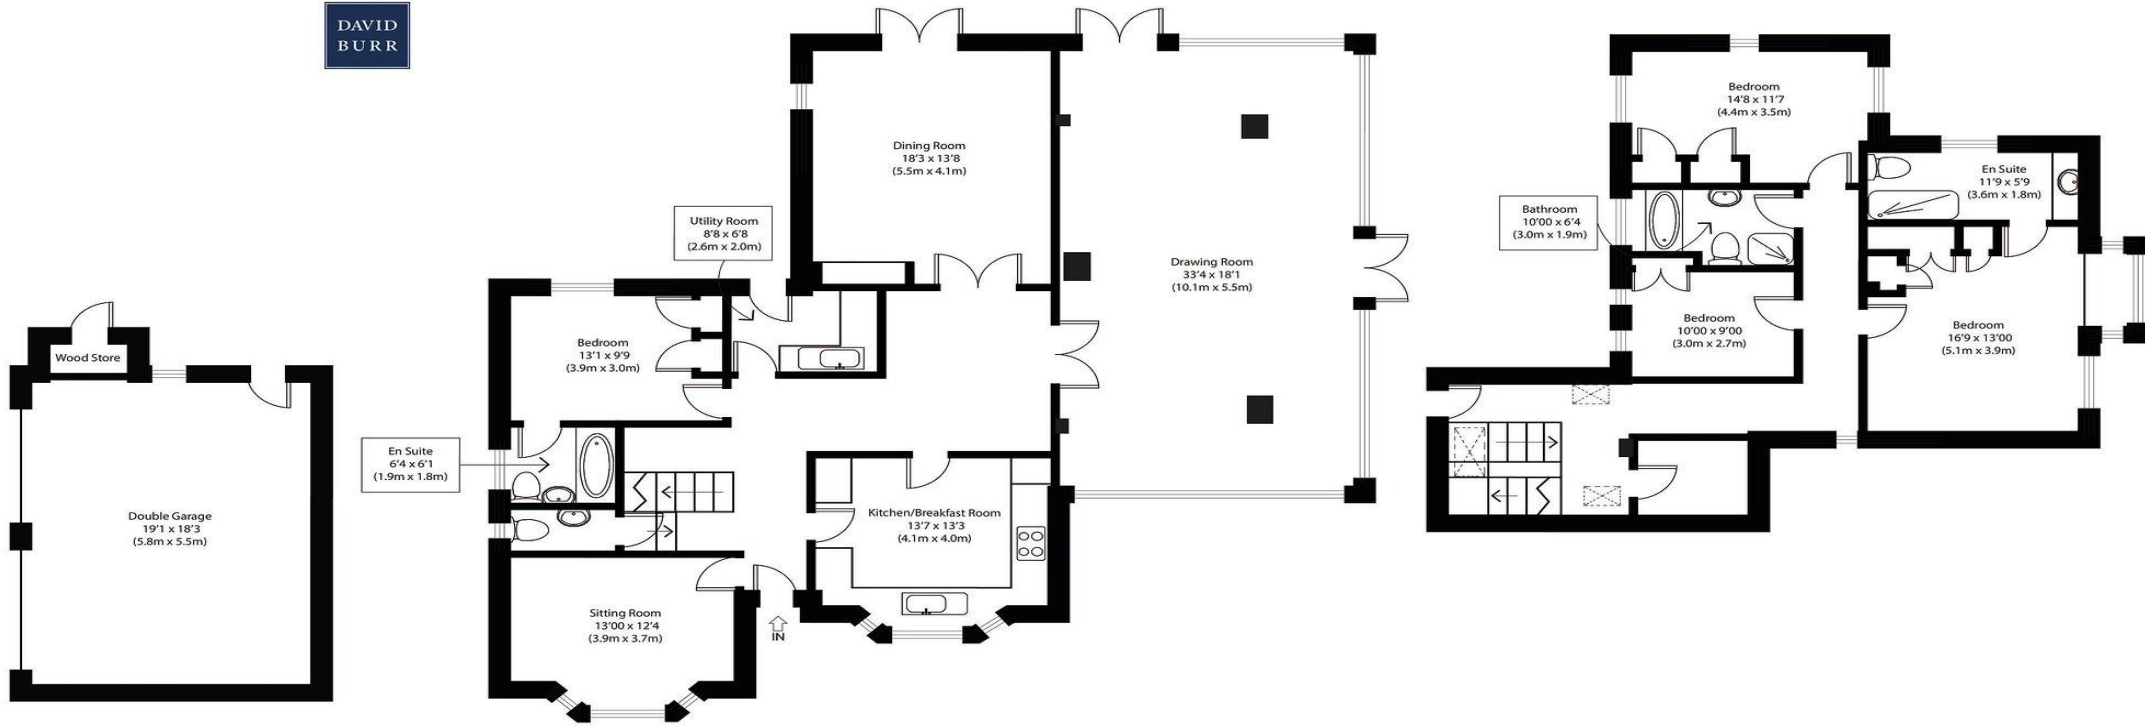 DAVID
BURR
Wood Store
Double Garage
19'1 x 18'3
(5.8m x 5.5m)
Dining Room
18'3 x 13'8
(5.5m x 4.1m)
Utility Room
8'8 x 6'8
(2.6m x 2.0m)
Drawing Room
33'4 x 18'1
(10.1m x 5.5m)
Bedroom
13'1 x 9'9
(3.9m x 3.0m)
En Suite
6'4 x 6'1
(1.9m x 1.8m)
Kitchen/Breakfast Room
13'7 x 13'3
(4.1m x 4.0m)
Sitting Room
13'00 x 12'4
(3.9m x 3.7m)
IN
Bedroom
14'8 x 11'7
(4.4m x 3.5m)
En Suite
11'9 x 5'9
(3.6m x 1.8m)
Bathroom
10'00 x 6'4
(3.0m x 1.9m)
Bedroom
10'00 x 9'00
(3.0m x 2.7m)
Bedroom
16'9 x 13'00
(5.1m x 3.9m)